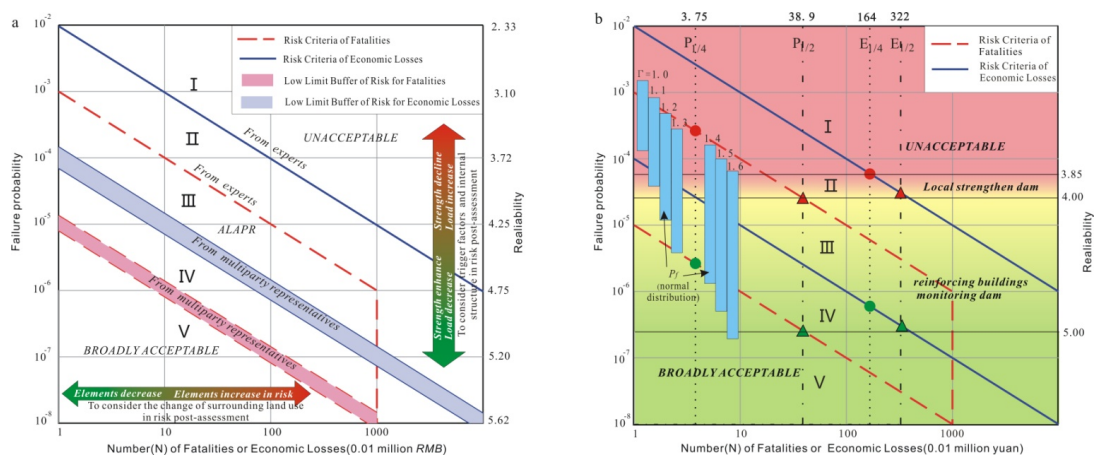 a
Failure probability
10-2
10-3
10-4
10-5
10-6
10-7
10-8
Risk Criteria of Fatalities
Risk Criteria of Economic Losses
Low Limit Buffer of Risk for Fatalities
Low Limit Buffer of Risk for Economic Losses
I
II
III
IV
V
From experts
From experts
UNACCEPTABLE
ALAPR
From multiparty representatives
From multiparty representatives
BROADLY ACCEPTABLE
Strength decline
Load increase
Strength enhance
Load decrease
To consider trigger factors and internal
structure in risk post-assessment
Elements decrease Elements increase in risk
To consider the change of surrounding land use
in risk post-assessment
2.33
3.10
3.72
4.25
4.75
5.20
5.62
Realiability
1 10 100 1000
Number(N) of Fatalities or Economic Losses(0.01 million RMB)
b
3.75 38.9 164 322
Failure probability
10-2
10-3
10-4
10-5
10-6
10-7
10-8
P1/4 P1/2 E1/4 E1/2
Risk Criteria of
Fatalities
Risk Criteria of
Economic Losses
Γ=1.0
1.1
1.2
1.3
1.4
1.5
1.6
I
II
III
IV
V
UNACCEPTABLE
Local strengthen dam
Pf
(normal
distribution)
reinforcing buildings
monitoring dam
BROADLY ACCEPTABLE
3.85
4.00
5.00
Realiability
1 10 100 1000
Number(N) of Fatalities or Economic Losses(0.01 million yuan)